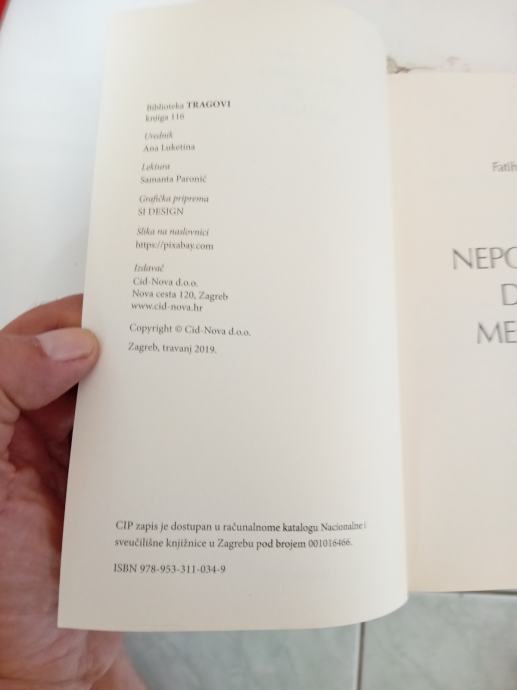 Biblioteka TRAGOVI
knjiga 116
Urednik
Ana Luketina
Lektura
Samanta Paronić
Grafička priprema
SI DESIGN
Slika na naslovnici
https://pixabay.com
Izdavač
Cid-Nova d.o.o.
Nova cesta 120, Zagreb
www.cid-nova.hr
Copyright © Cid-Nova d.o.o.
Zagreb, travanj 2019.
CIP zapis je dostupan u računalnome katalogu Nacionalne i
sveučilišne knjižnice u Zagrebu pod brojem 001016466.
ISBN 978-953-311-034-9
Fatih
NEPO
D
ME